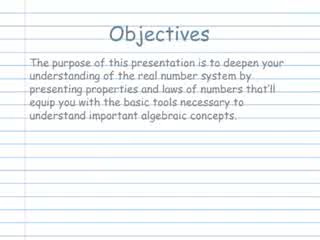 Objectives
The purpose of this presentation is to deepen your
understanding of the real number system by
presenting properties and laws of numbers that'll
equip you with the basic tools necessary to
understand important algebraic concepts.